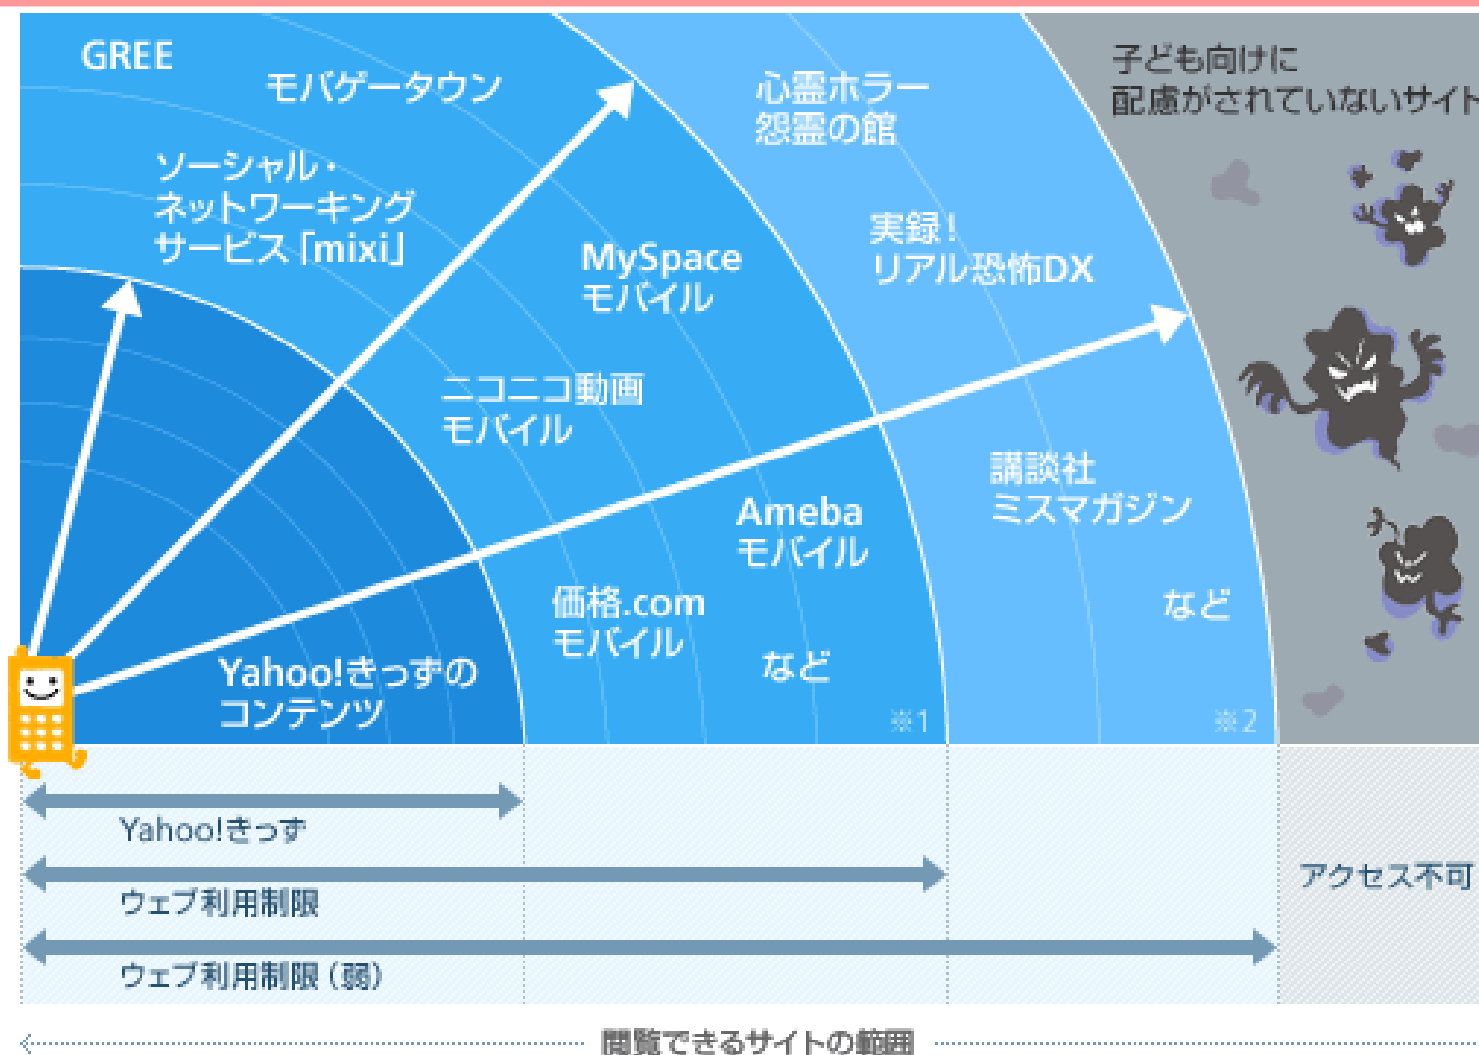 GREE
モバゲータウン
ソーシャル・
ネットワーキング
サービス「mixi」
MySpace
モバイル
ニコニコ動画
モバイル
Ameba
モバイル
価格.com
モバイル
など
※1
Yahoo!きっずの
コンテンツ
心霊ホラー
怨霊の館
実録!
リアル恐怖DX
講談社
ミスマガジン
など
※2
子ども向けに
配慮がされていないサイト
Yahoo!きっず
ウェブ利用制限
ウェブ利用制限(弱)
アクセス不可
閲覧できるサイトの範囲